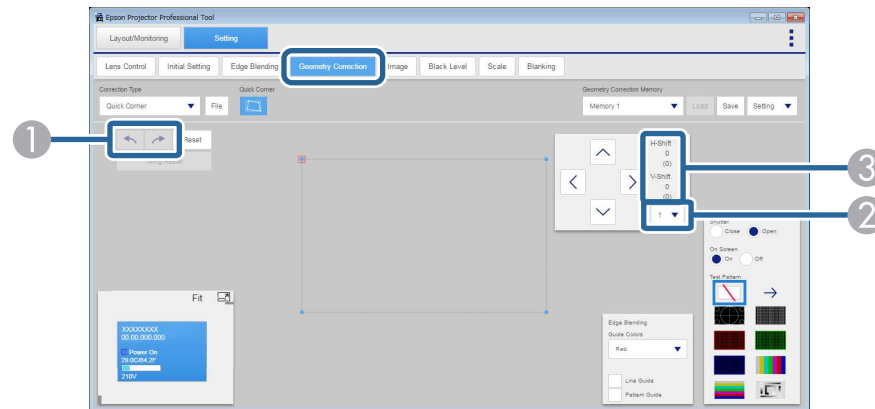 Epson Projector Professional Tool
Layout/Monitoring Setting
Lens Control Initial Setting Edge Blending Geometry Correction Image Black Level Scale Blanking
Correction Type Quick Corner Geometry Correction Memory
Quick Corner File Memory 1 Load Save Setting
1 Reset
H-Shift
0
(0)
3
V-Shift
0
(0)
1
2
Shutter
Close Open
On Screen
On Off
Test Pattern
Fit
XXXXXXXX
00.00.000.000
Power On
29.0C/84.2F
210V
Edge Blending
Guide Colors
Red
Line Guide
Pattern Guide